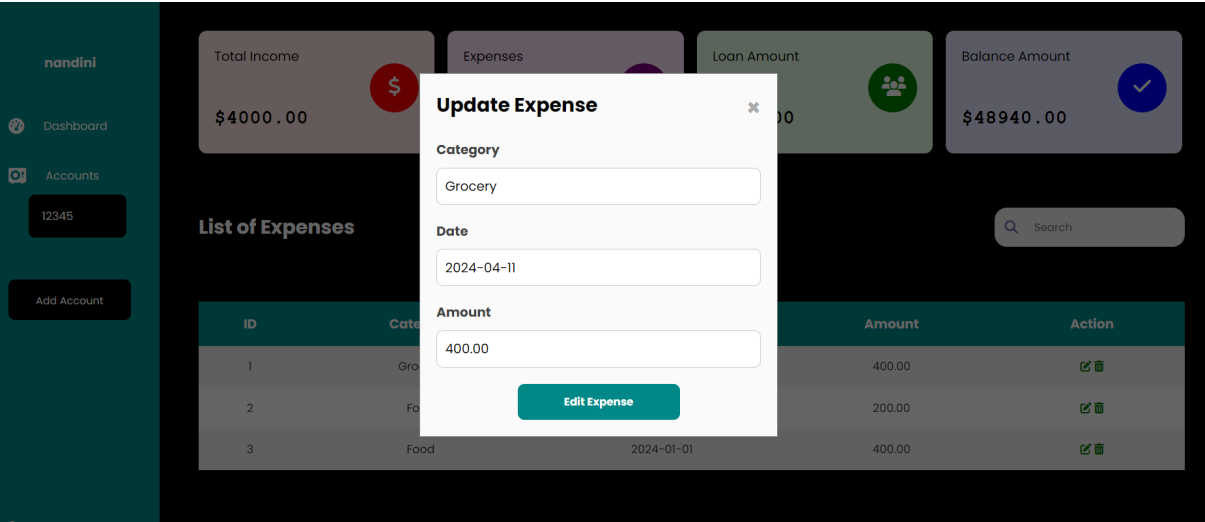 nandini
Dashboard
Accounts
12345
Add Account
Total Income
$4000.00
Expenses
Loan Amount
Balance Amount
$48940.00
List of Expenses
Search
Update Expense
Category
Grocery
Date
2024-04-11
Amount
400.00
Edit Expense
ID Amount Action
1 400.00
2 200.00
3 Food 2024-01-01 400.00